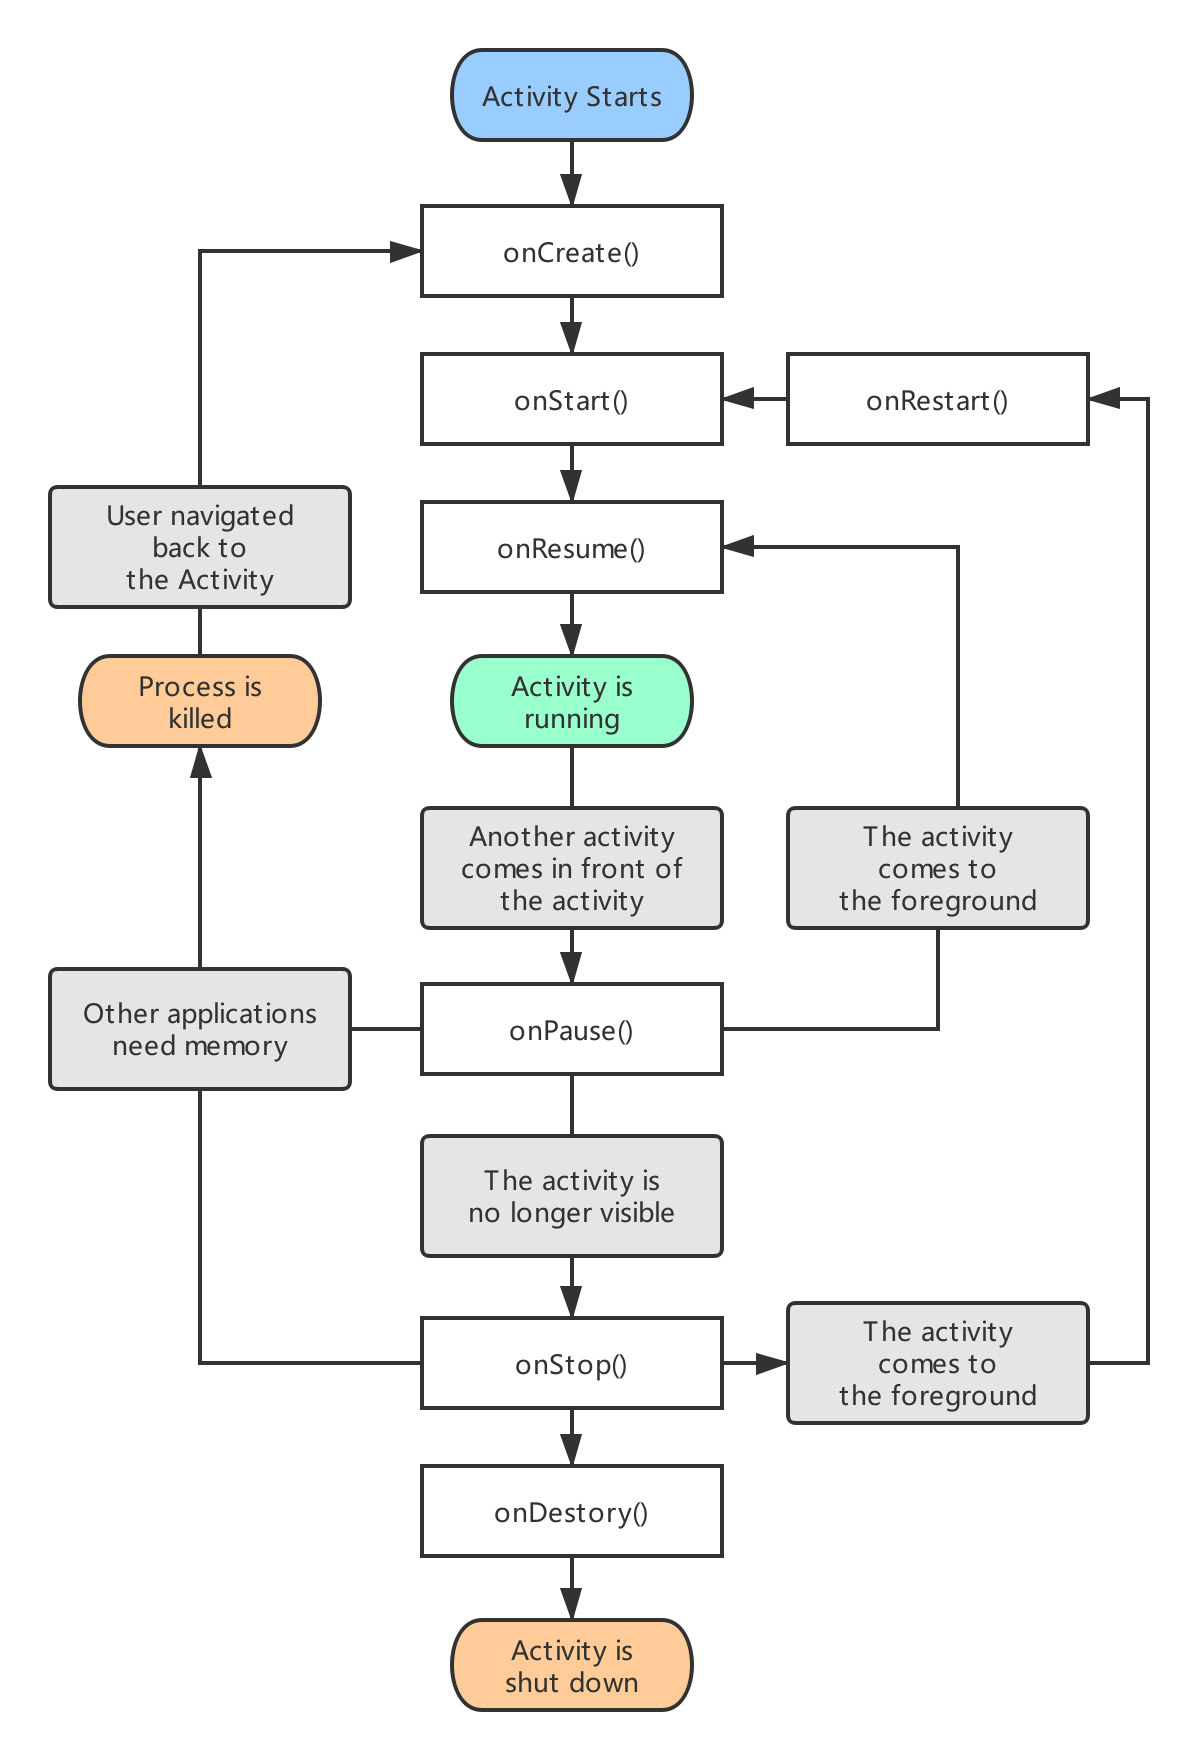 Activity Starts
onCreate()
onStart()
onRestart()
User navigated
back to
the Activity
onResume()
Process is
killed
Activity is
running
Another activity
comes in front of
the activity
The activity
comes to
the foreground
Other applications
need memory
onPause()
The activity is
no longer visible
onStop()
The activity
comes to
the foreground
onDestory()
Activity is
shut down